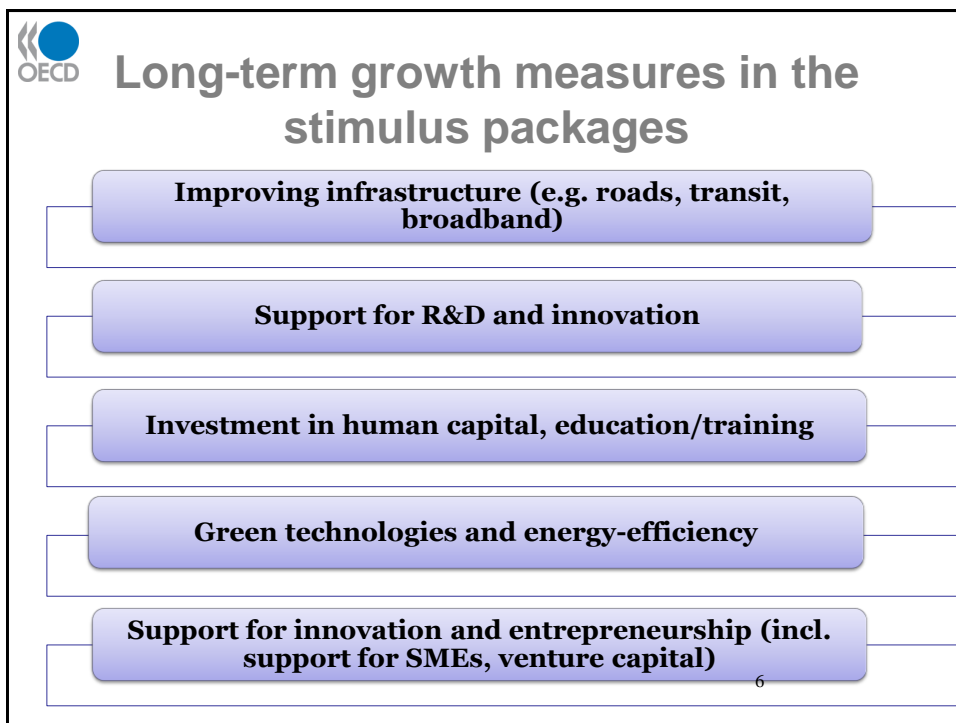 OECD
Long-term growth measures in the
stimulus packages
Improving infrastructure (e.g. roads, transit,
broadband)
Support for R&D and innovation
Investment in human capital, education/training
Green technologies and energy-efficiency
Support for innovation and entrepreneurship (incl.
support for SMEs, venture capital)
6